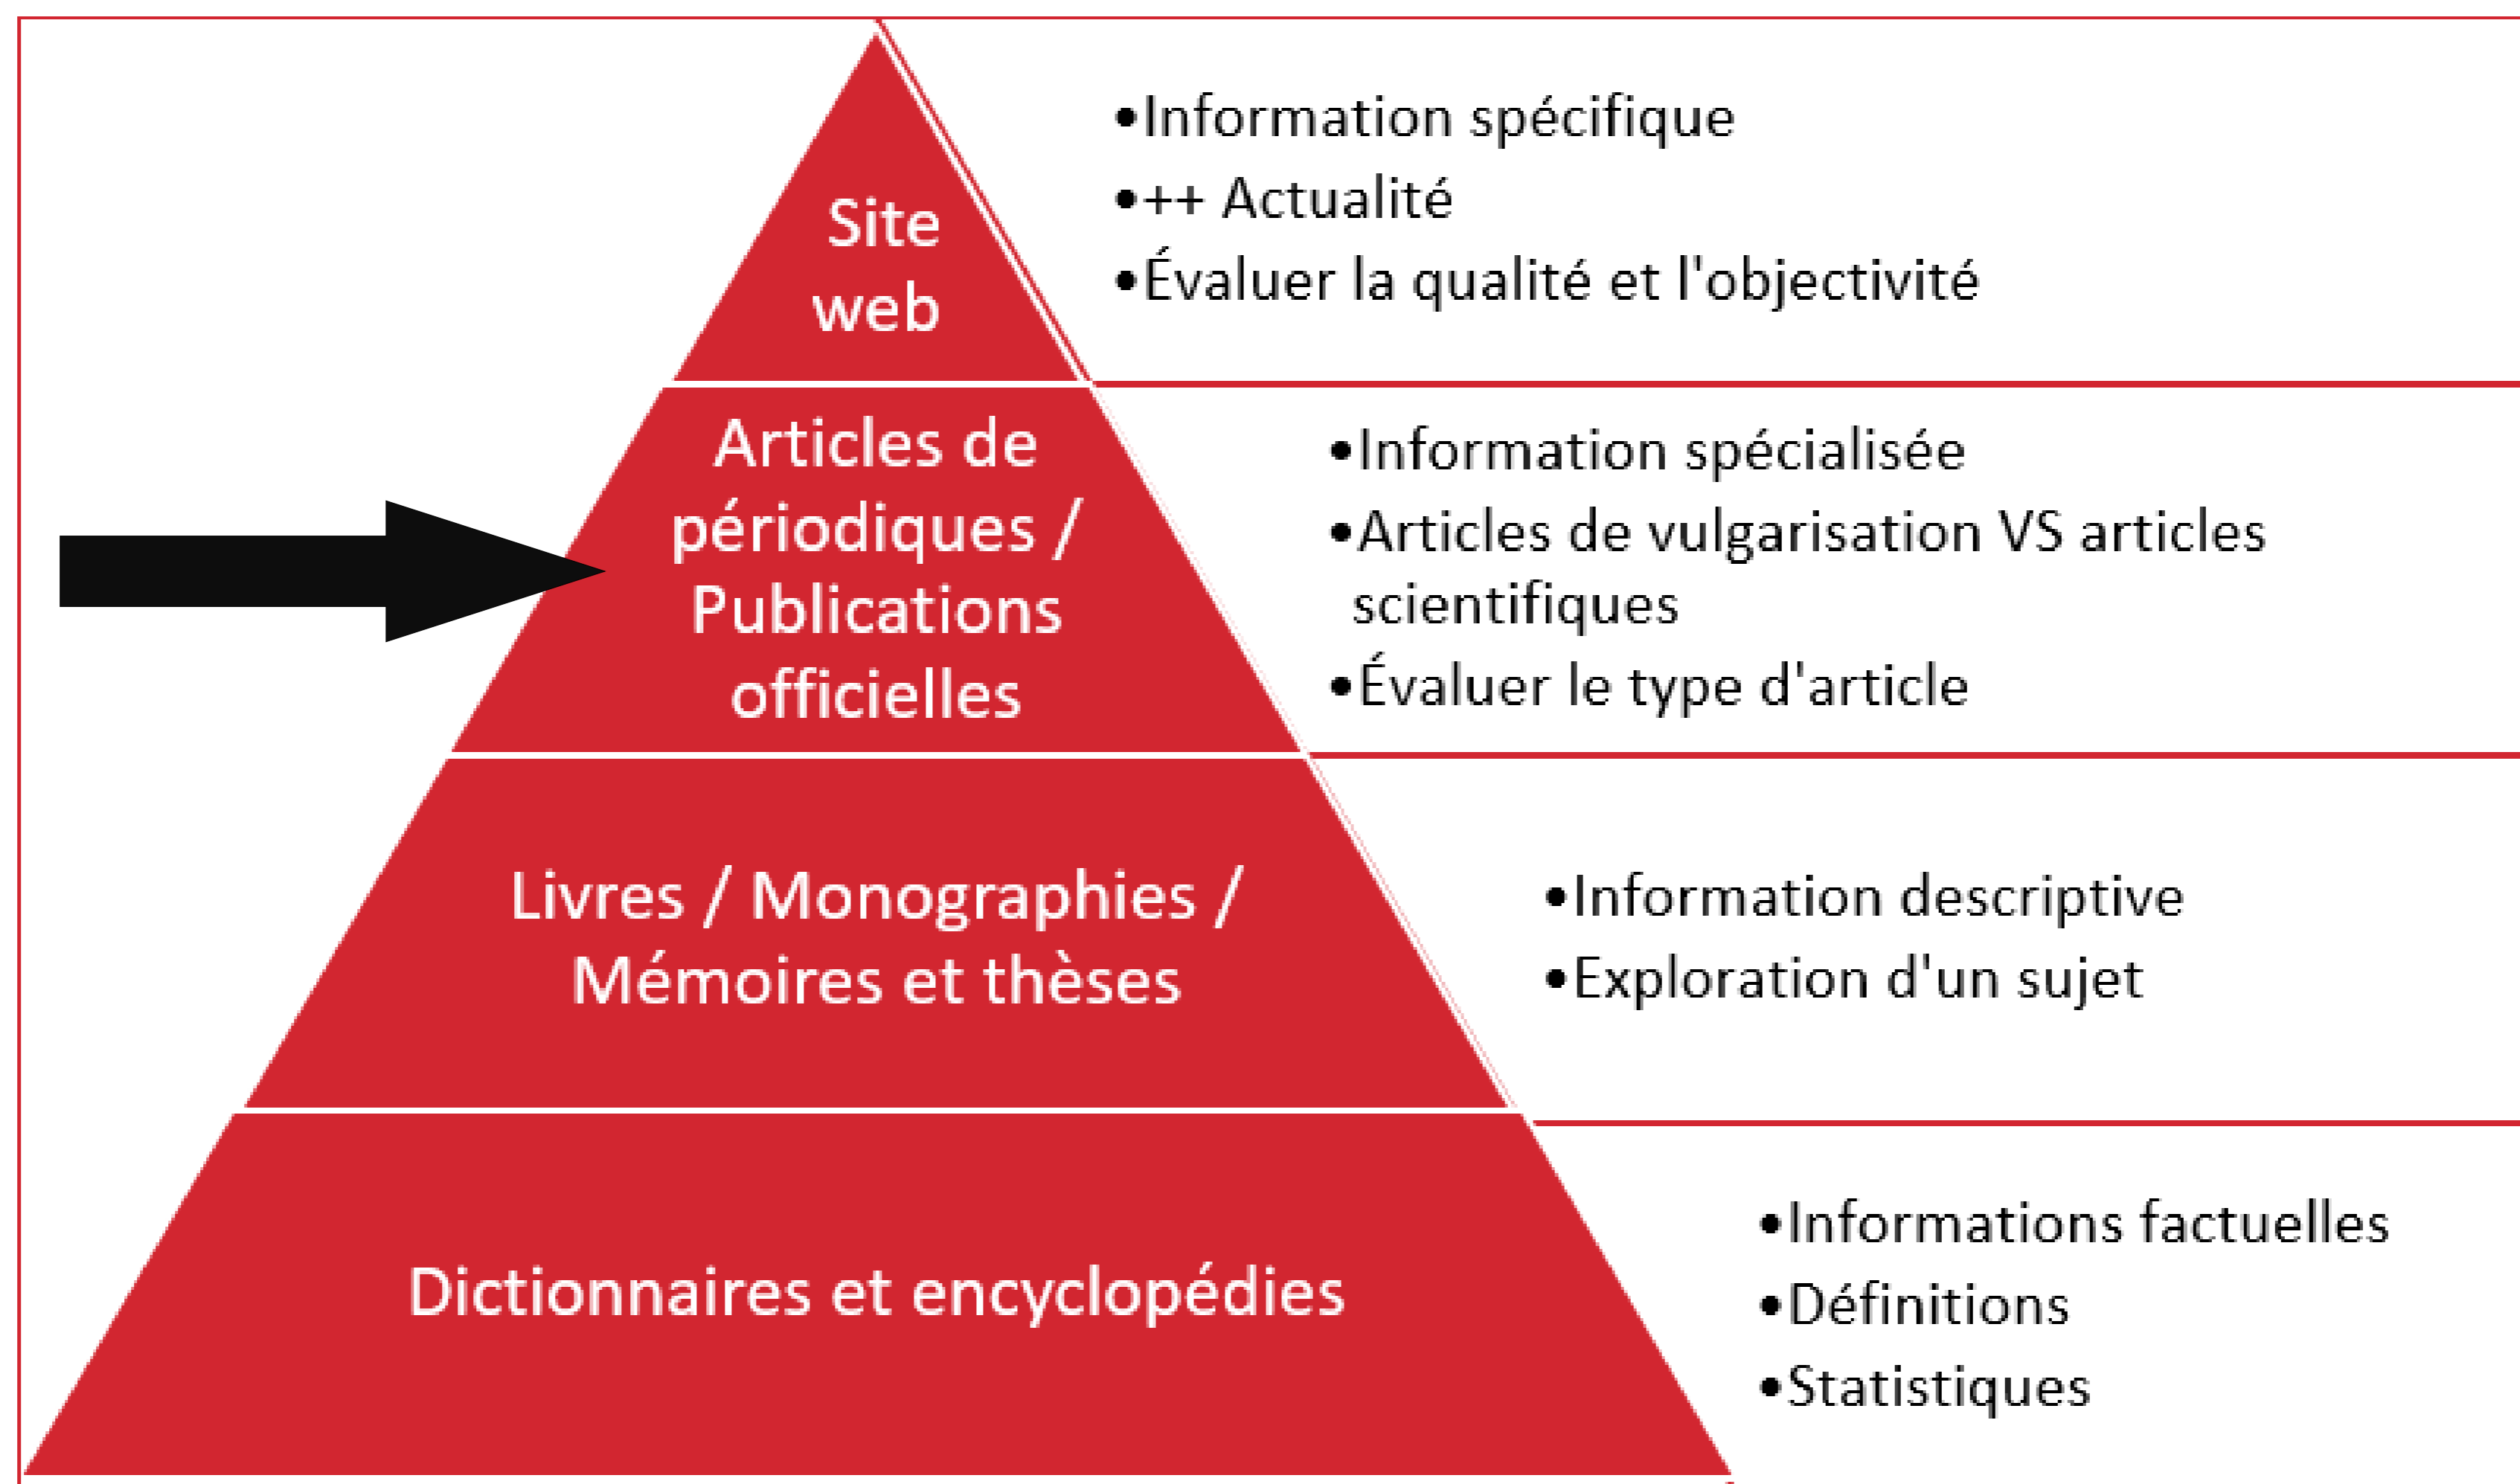 Site
web
•Information spécifique
•++ Actualité
•Évaluer la qualité et l'objectivité
Articles de
périodiques /
Publications
officielles
•Information spécialisée
•Articles de vulgarisation VS articles
scientifiques
•Évaluer le type d'article
Livres / Monographies /
Mémoires et thèses
•Information descriptive
•Exploration d'un sujet
Dictionnaires et encyclopédies
•Informations factuelles
•Définitions
•Statistiques